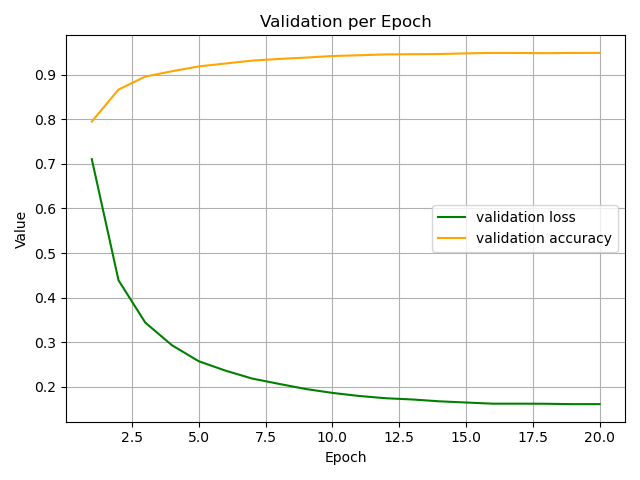 Validation per Epoch
Value
0.9
0.8
0.7
0.6
0.5
0.4
0.3
0.2
validation loss
validation accuracy
2.5 5.0 7.5 10.0 12.5 15.0 17.5 20.0
Epoch